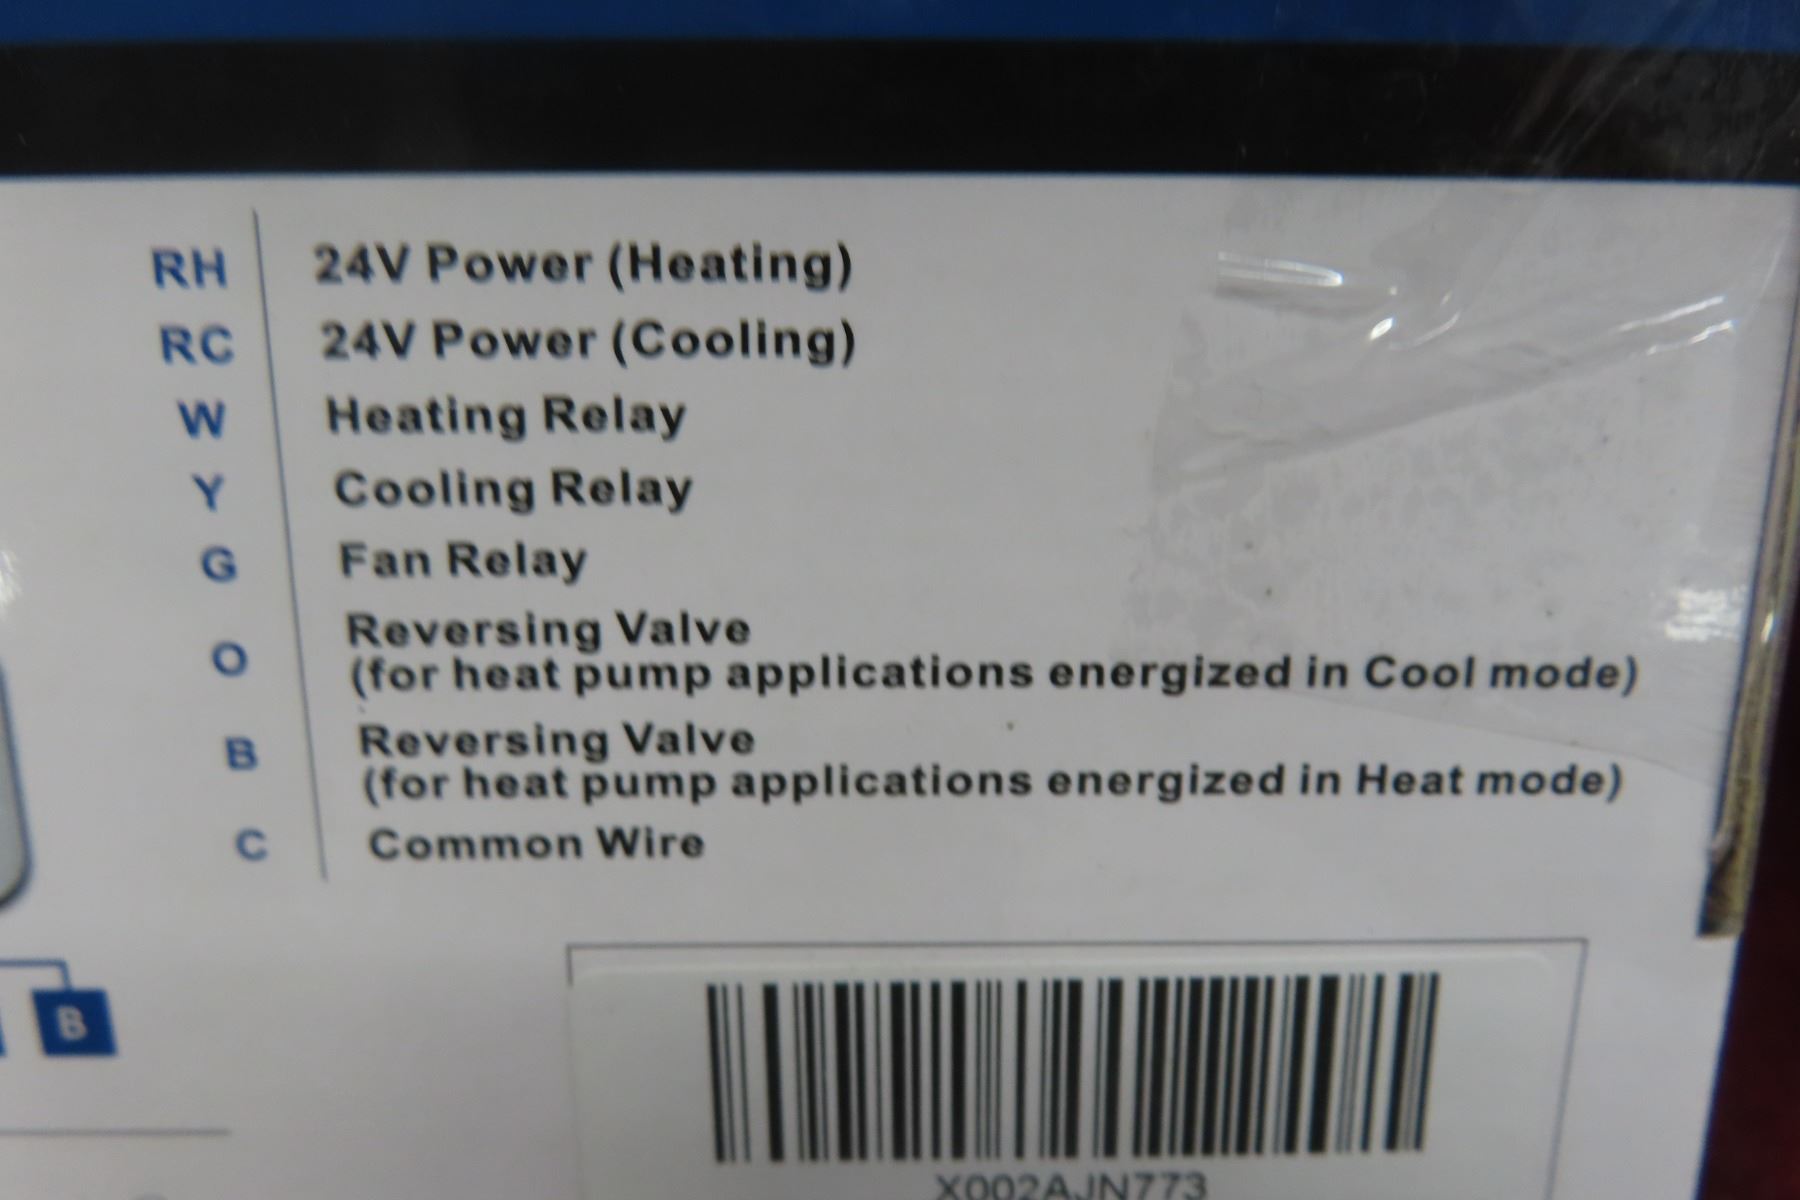 RH 24V Power (Heating)
RC 24V Power (Cooling)
W Heating Relay
Y Cooling Relay
G Fan Relay
O Reversing Valve
(for heat pump applications energized in Cool mode)
B Reversing Valve
(for heat pump applications energized in Heat mode)
C Common Wire
B
X002AJN773